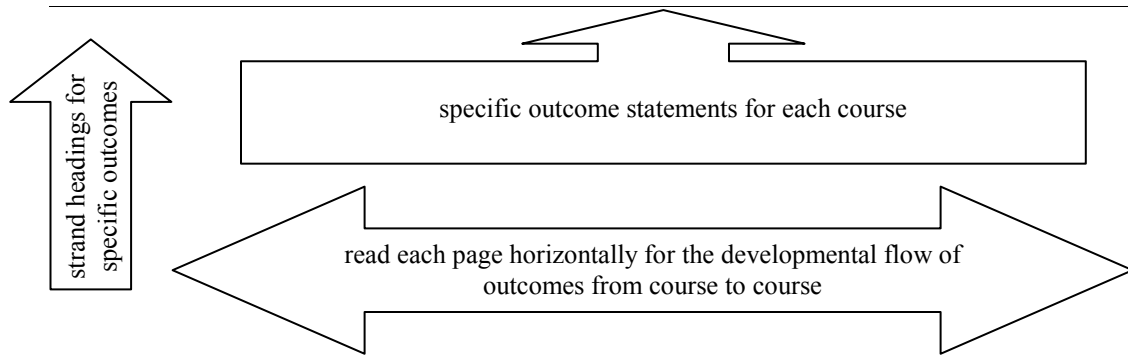 strand headings for
specific outcomes
specific outcome statements for each course
read each page horizontally for the developmental flow of
outcomes from course to course